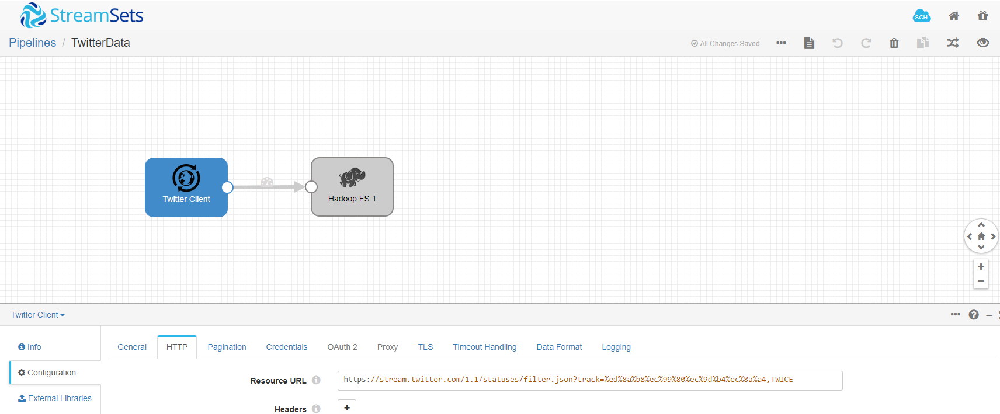 StreamSets
SCH
Pipelines / TwitterData
All Changes Saved
Twitter Client
Hadoop FS 1
Twitter Client
Info
Configuration
External Libraries
General HTTP Pagination Credentials OAuth 2 Proxy TLS Timeout Handling Data Format Logging
Resource URL https://stream.twitter.com/1.1/statuses/filter.json?track=%ed%8a%b8%ec%99%80%ec%9d%b4%ec%8a%a4,TWICE
Headers +